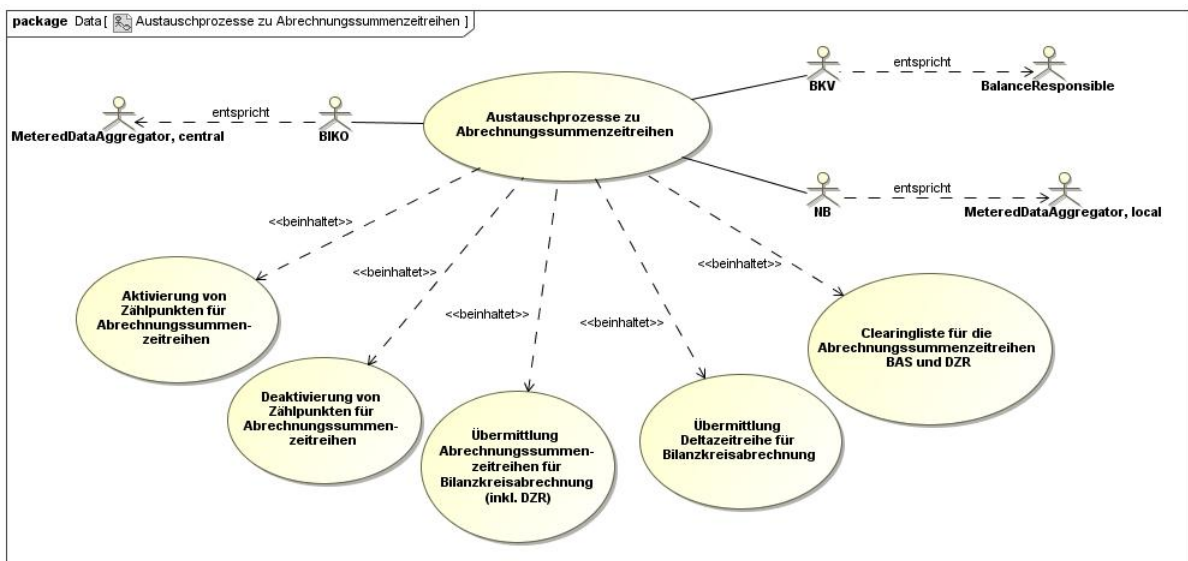 package Data [ Austauschprozesse zu Abrechnungssummenzeitreihen ]
MeteredDataAggregator, central
entspricht
BIKO
Austauschprozesse zu
Abrechnungssummenzeitreihen
BKV
entspricht
BalanceResponsible
NB
entspricht
MeteredDataAggregator, local
<<beinhaltet>>
<<beinhaltet>>
<<beinhaltet>>
<<beinhaltet>>
<<beinhaltet>>
Aktivierung von
Zählpunkten für
Abrechnungssummen-
zeitreihen
Deaktivierung von
Zählpunkten für
Abrechnungssummen-
zeitreihen
Übermittlung
Abrechnungssummen-
zeitreihen für
Bilanzkreisabrechnung
(inkl. DZR)
Übermittlung
Deltazeitreihe für
Bilanzkreisabrechnung
Clearingliste für die
Abrechnungssummenzeitreihen
BAS und DZR